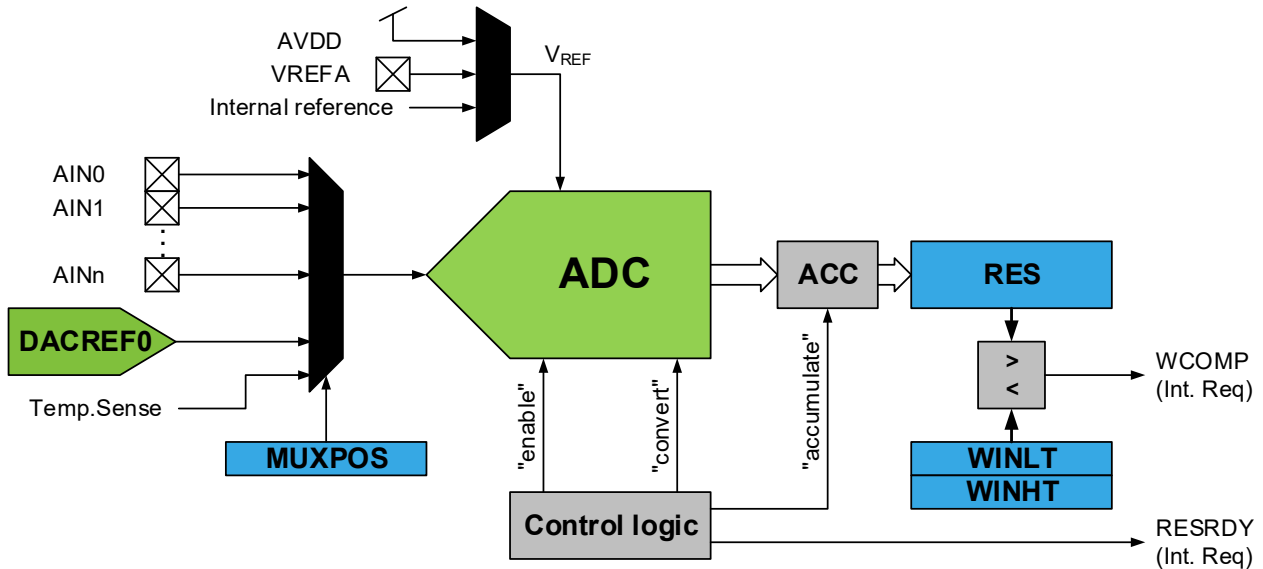 AVDD
VREFA
Internal reference
VREF
AIN0
AIN1
AINn
DACREF0
Temp.Sense
MUXPOS
ADC
ACC
RES
>
<
WCOMP
(Int. Req)
WINLT
WINHT
"enable"
"convert"
"accumulate"
Control logic
RESRDY
(Int. Req)